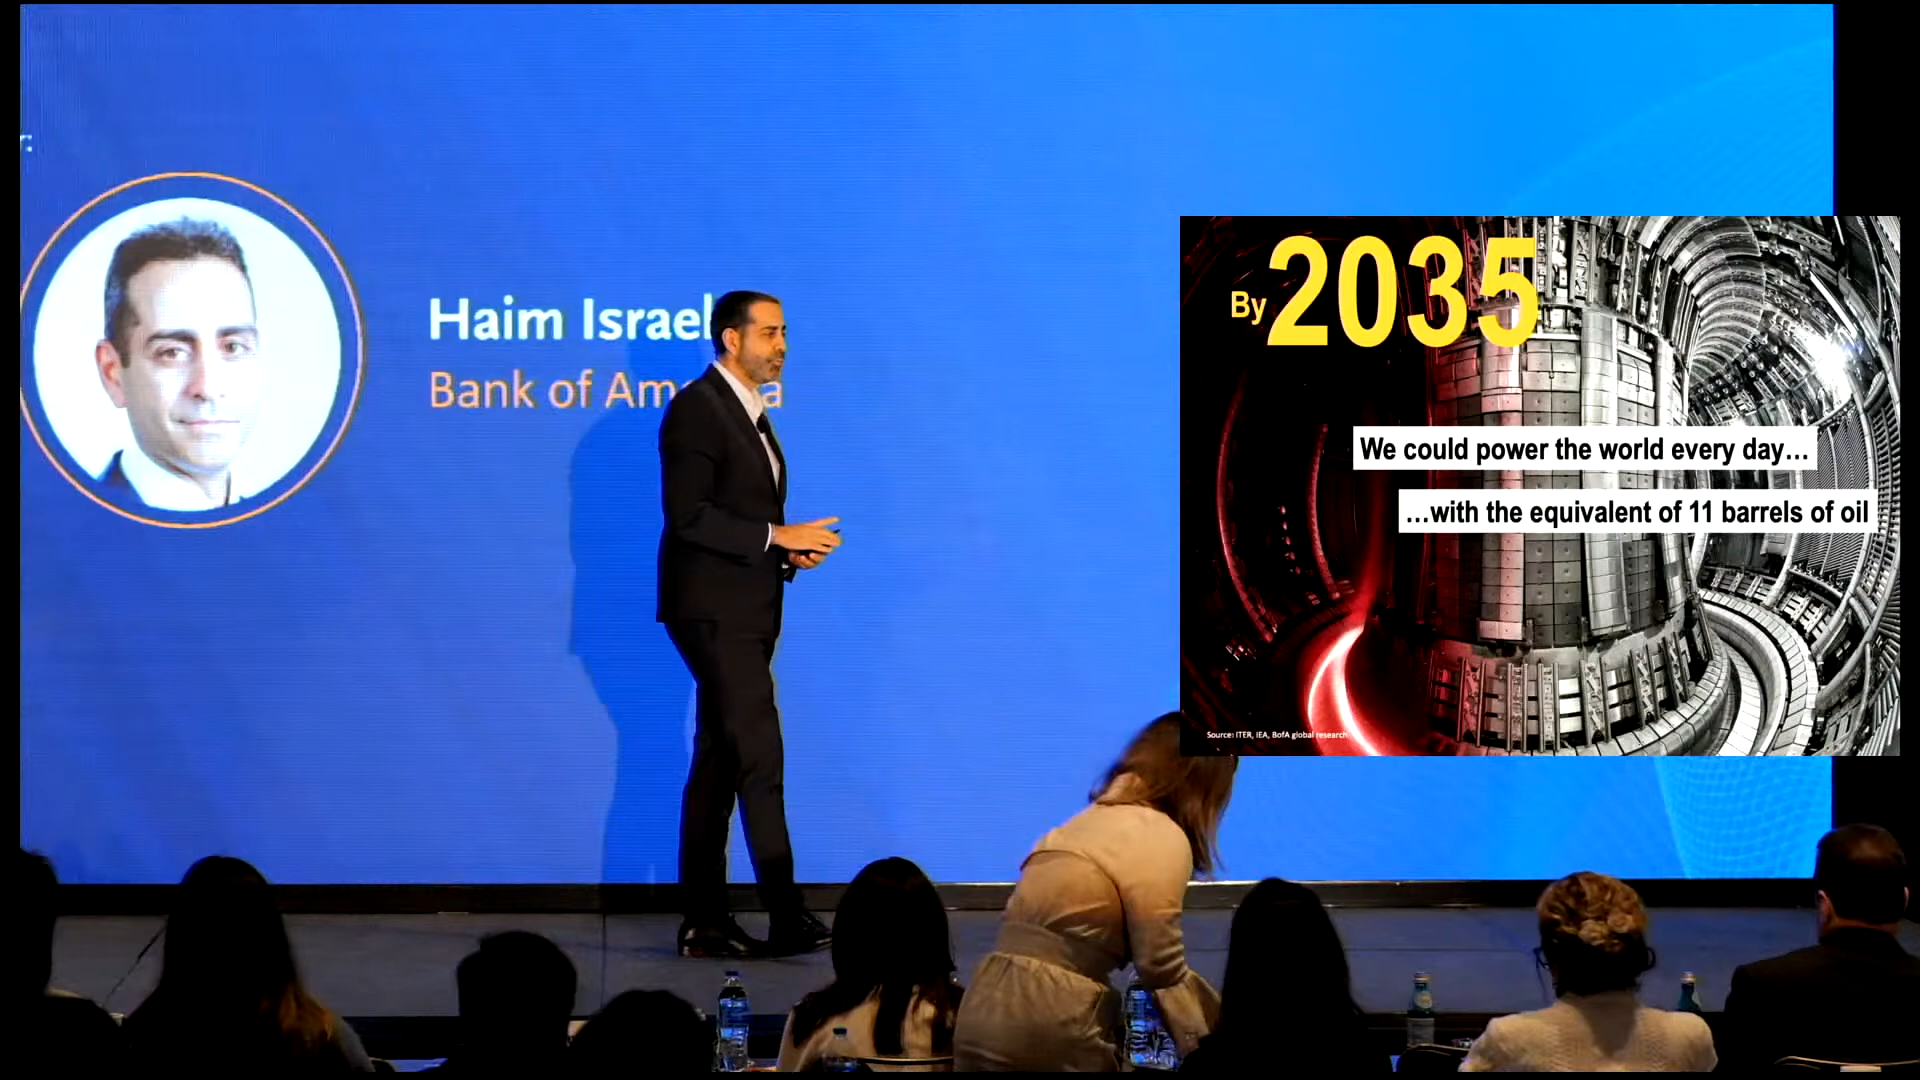 Haim Israel
Bank of Am a
By 2035
We could power the world every day...
...with the equivalent of 11 barrels of oil
Source: ITER, IEA, BofA global research